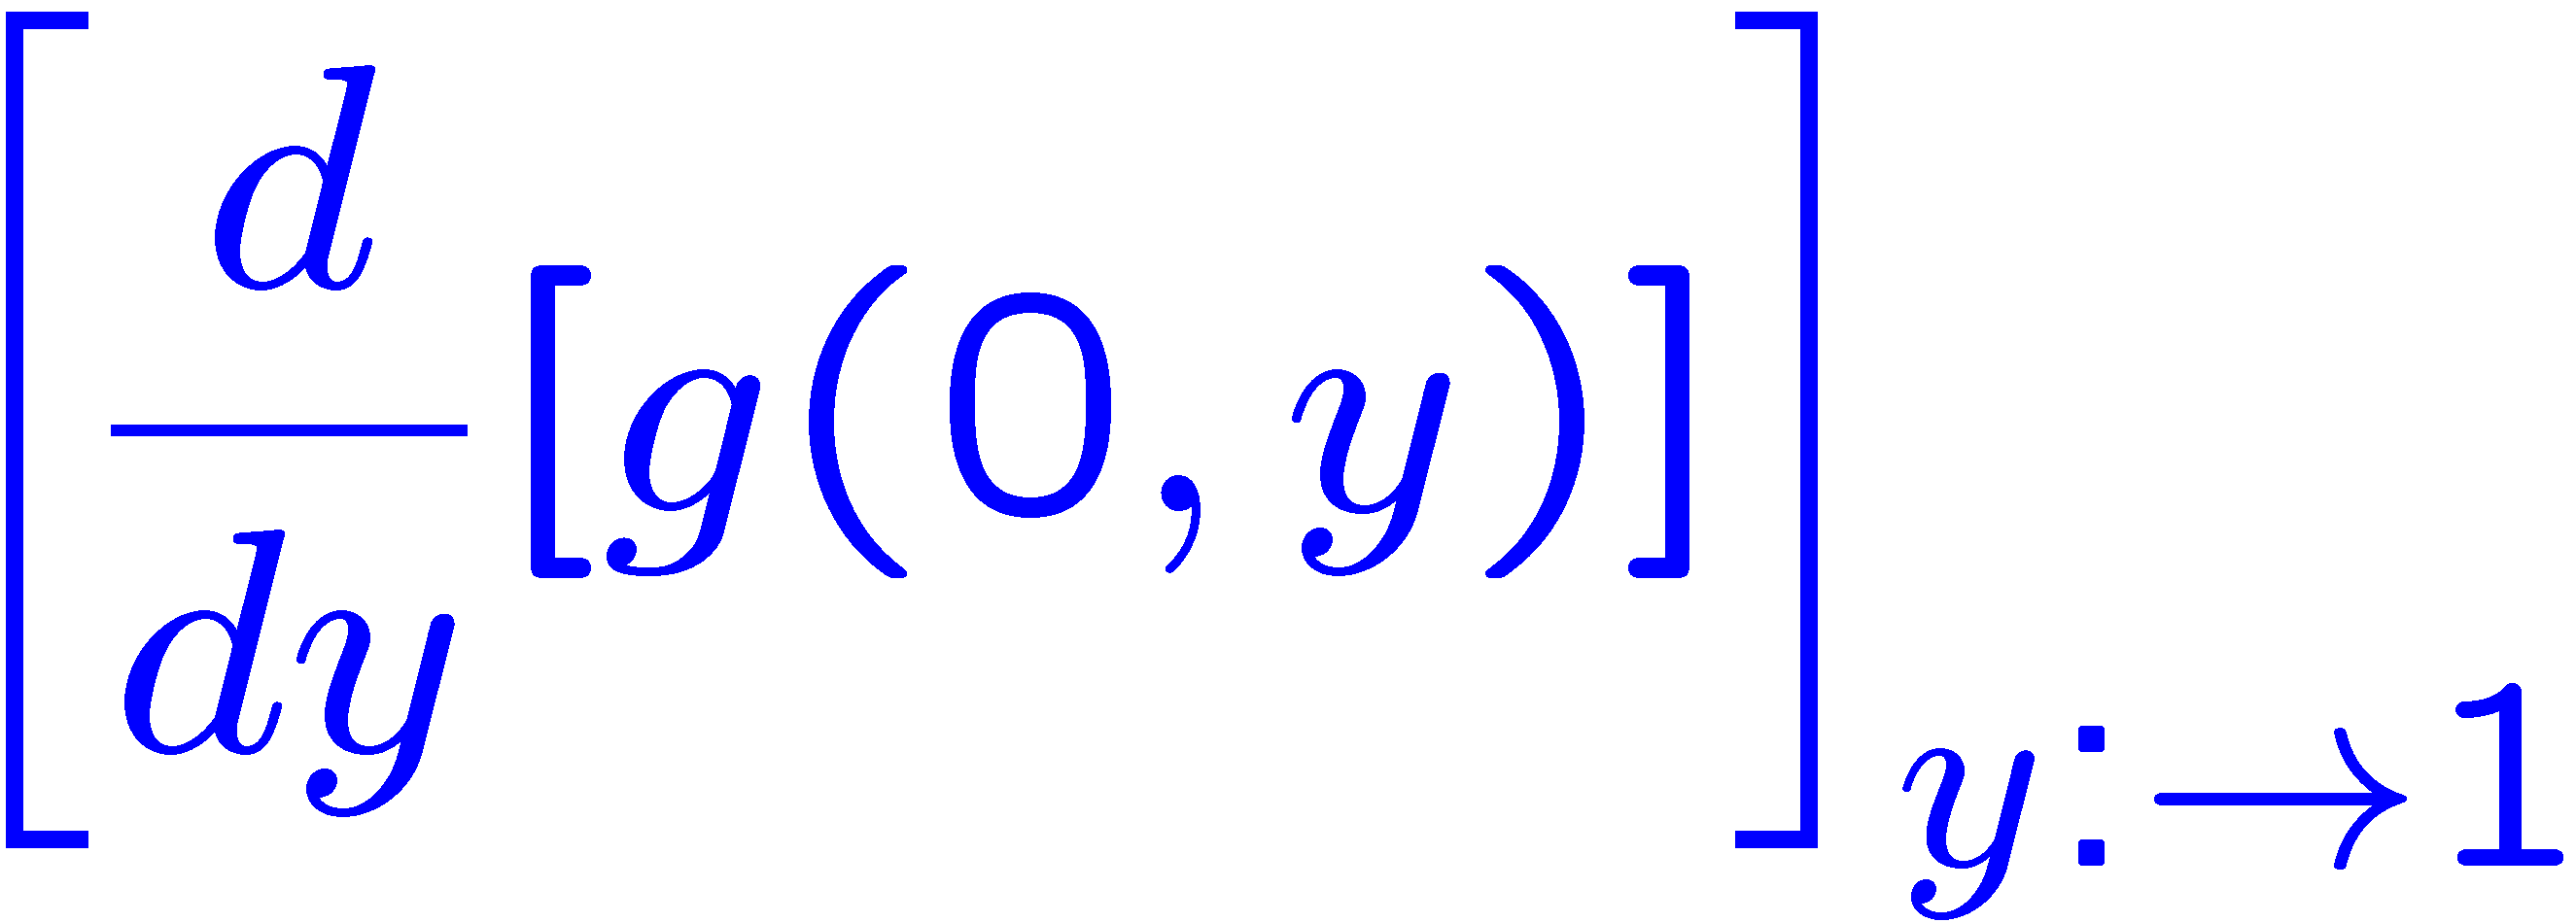 \left[ \frac{d}{dy} [g(0, y)] \right]_{y:\to 1}